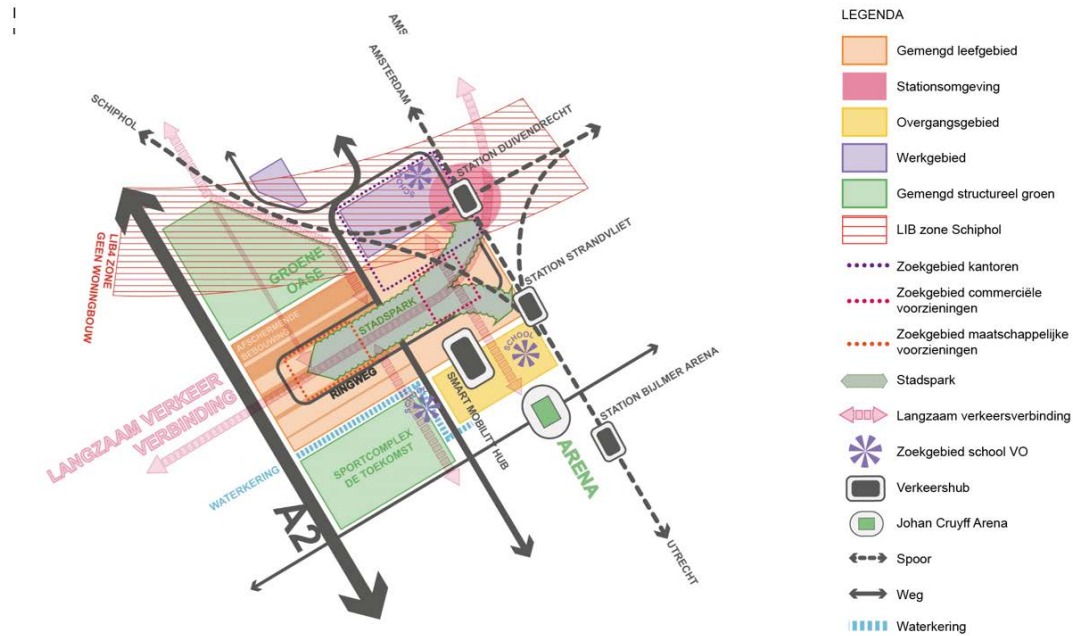 AMS
AMSTERDAM
SCHIPHOL
STATION DUIVENDRECHT
SCHOOL
LIB4 ZONE
GEEN WONINGBOUW
GROENE
OASE
STATION STRANDVLIET
STADSPARK
AFSCHERMENDE
BEBOUWING
RINGWEG
SCHOOL
SMART MOBILITY HUB
STATION BIJLMER ARENA
LANGZAAM VERKEER
VERBINDING
SPORTCOMPLEX
DE TOEKOMST
WATERKERING
ARENA
A2
UTRECHT
LEGENDA
Gemengd leefgebied
Stationsomgeving
Overgangsgebied
Werkgebied
Gemengd structureel groen
LIB zone Schiphol
Zoekgebied kantoren
Zoekgebied commerciële
voorzieningen
Zoekgebied maatschappelijke
voorzieningen
Stadspark
Langzaam verkeersverbinding
Zoekgebied school VO
Verkeershub
Johan Cruyff Arena
Spoor
Weg
Waterkering